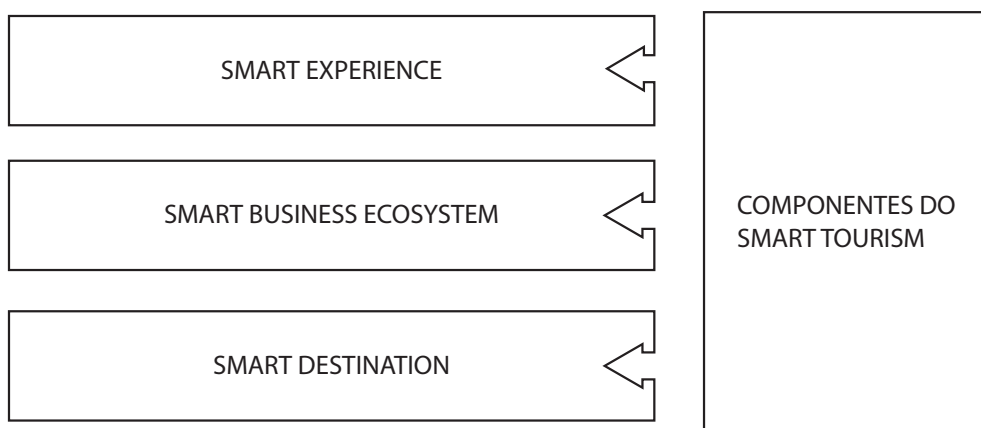 SMART EXPERIENCE
SMART BUSINESS ECOSYSTEM
SMART DESTINATION
COMPONENTES DO
SMART TOURISM